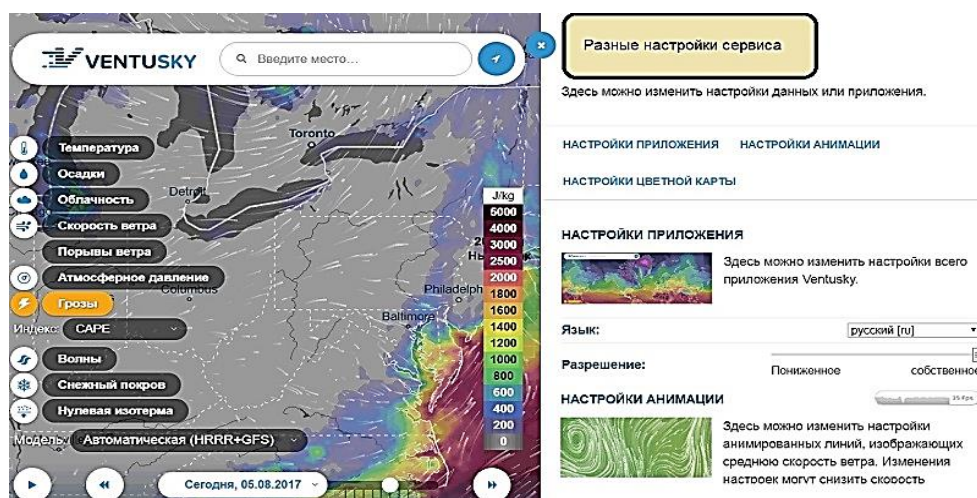 VENTUSKY
Введите место...
Toronto
Температура
Осадки
Detroit
Облачность
Скорость ветра
Порывы ветра
Атмосферное давление
Columbus
Philadelph
Грозы
Baltimore
Индекс: CAPE
Волны
Снежный покров
Нулевая изотерма
Модель: Автоматическая (HRRR+GFS)
Сегодня, 05.08.2017
J/kg
5000
4000
3000
2500
2000
1800
1600
1400
1200
1000
800
600
400
200
0
Разные настройки сервиса
Здесь можно изменить настройки данных или приложения.
НАСТРОЙКИ ПРИЛОЖЕНИЯ НАСТРОЙКИ АНИМАЦИИ
НАСТРОЙКИ ЦВЕТНОЙ КАРТЫ
НАСТРОЙКИ ПРИЛОЖЕНИЯ
Здесь можно изменить настройки всего
приложения Ventusky.
Язык: русский [ru]
Разрешение:
Пониженное собственное
НАСТРОЙКИ АНИМАЦИИ
Здесь можно изменить настройки
анимированных линий, изображающих
среднюю скорость ветра. Изменения
настроек могут снизить скорость